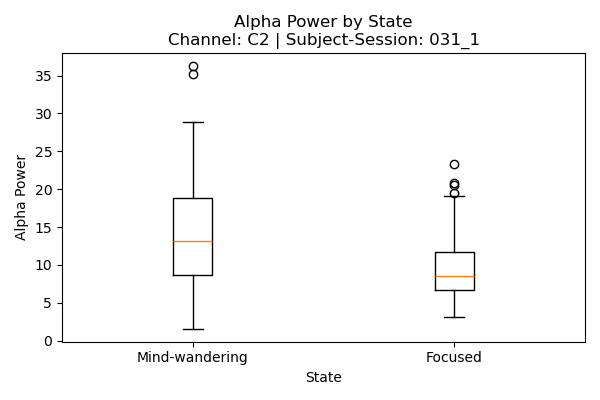 Alpha Power by State
Channel: C2 | Subject-Session: 031_1
Alpha Power
35
30
25
20
15
10
5
0
Mind-wandering
Focused
State